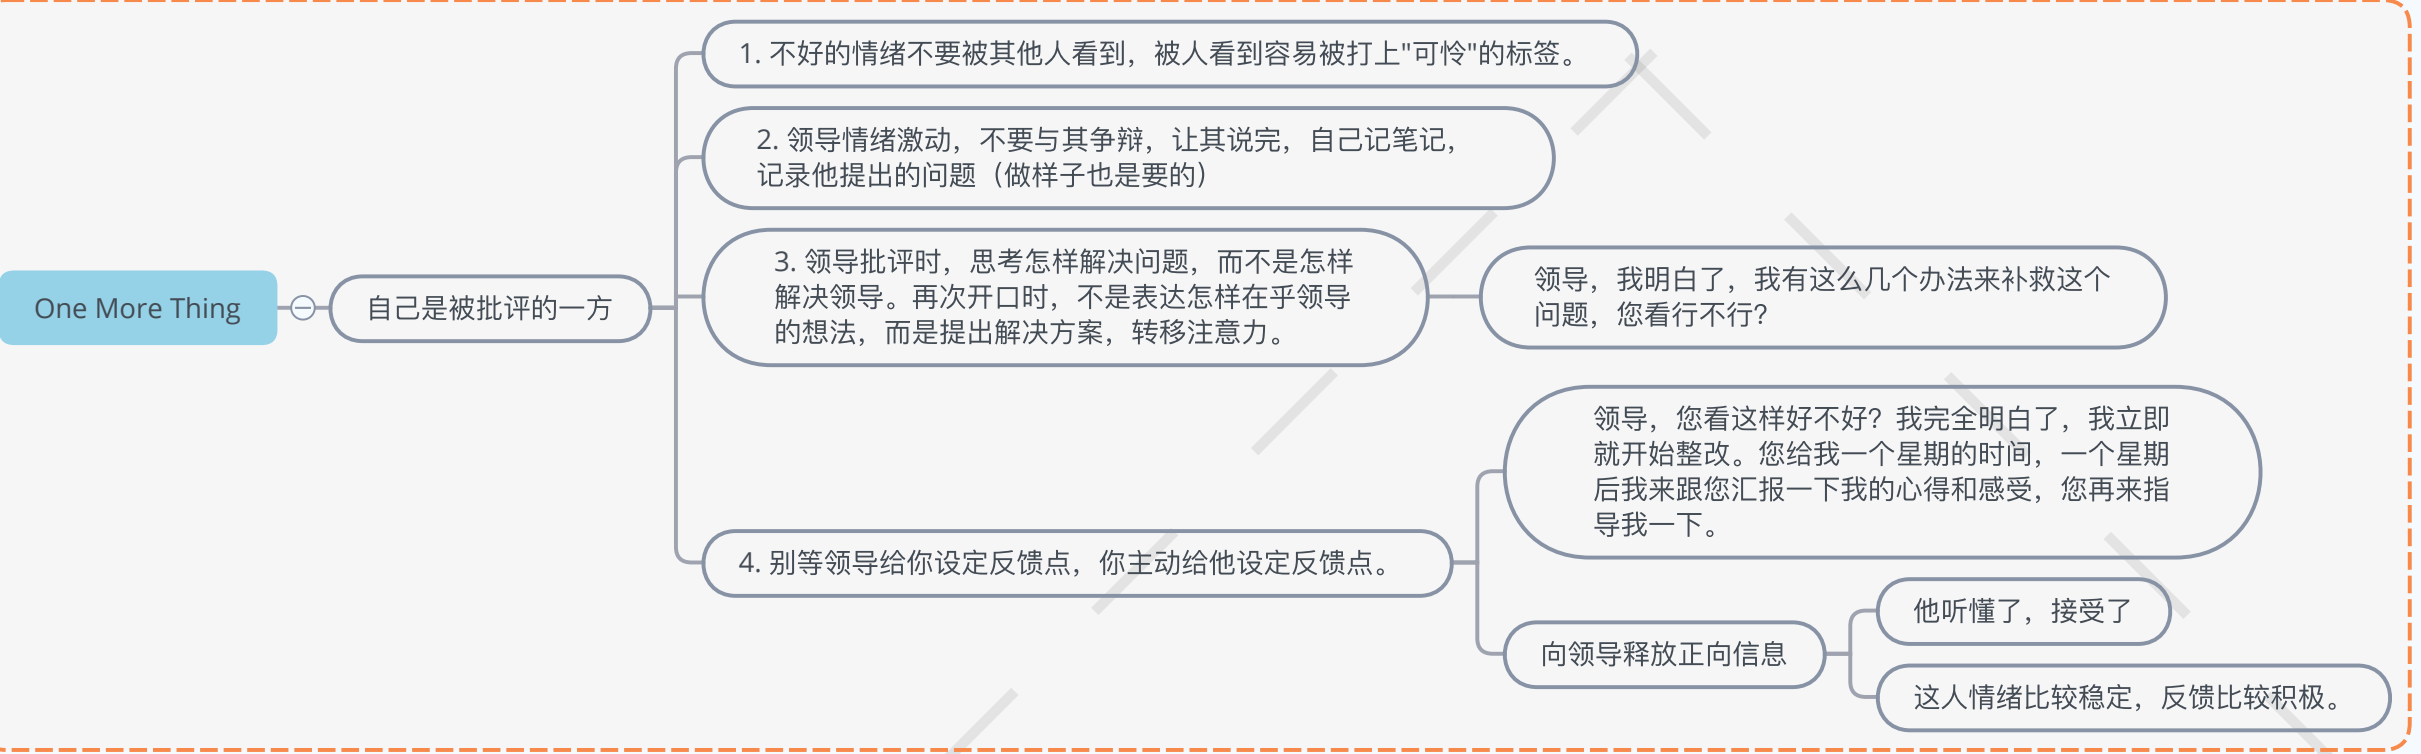 One More Thing
自己是被批评的一方
1. 不好的情绪不要被其他人看到，被人看到容易被打上"可怜"的标签。
2. 领导情绪激动，不要与其争辩，让其说完，自己记笔记，
记录他提出的问题（做样子也是要的）
3. 领导批评时，思考怎样解决问题，而不是怎样
解决领导。再次开口时，不是表达怎样在乎领导
的想法，而是提出解决方案，转移注意力。
领导，我明白了，我有这么几个办法来补救这个
问题，您看行不行？
4. 别等领导给你设定反馈点，你主动给他设定反馈点。
领导，您看这样好不好？我完全明白了，我立即
就开始整改。您给我一个星期的时间，一个星期
后我来跟您汇报一下我的心得和感受，您再来指
导我一下。
向领导释放正向信息
他听懂了，接受了
这人情绪比较稳定，反馈比较积极。